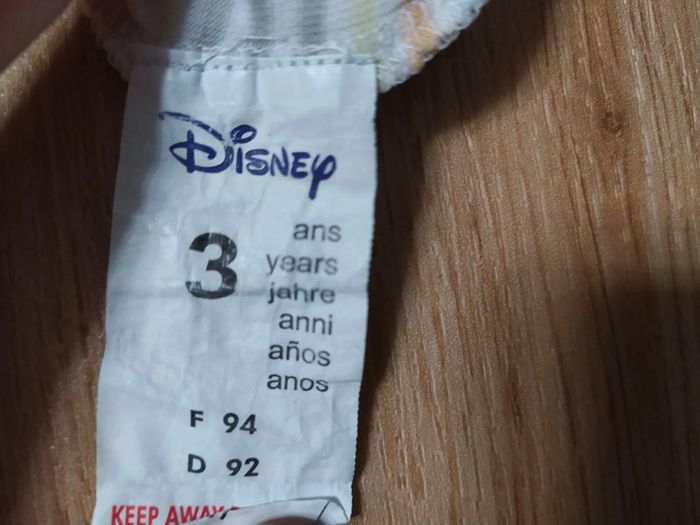 Disney
3
ans
years
jahre
anni
años
anos
F 94
D 92
KEEP AWAY